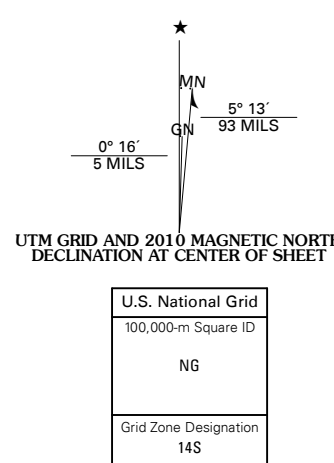 MN
5° 13´
93 MILS
GN
0° 16´
5 MILS
UTM GRID AND 2010 MAGNETIC NORTH
DECLINATION AT CENTER OF SHEET
U.S. National Grid
100,000-m Square ID
NG
Grid Zone Designation
14S